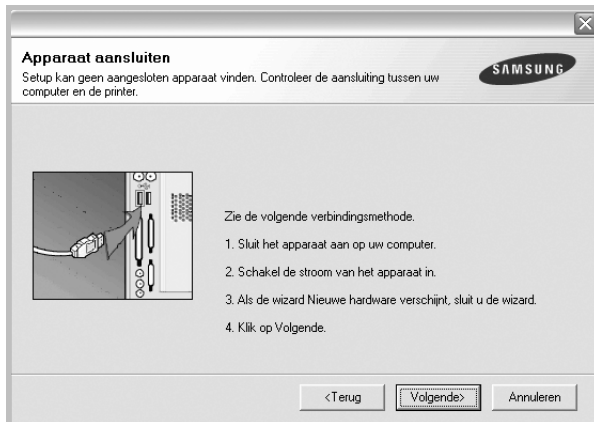 Apparaat aansluiten
Setup kan geen aangesloten apparaat vinden. Controleer de aansluiting tussen uw
computer en de printer.
SAMSUNG
Zie de volgende verbindingsmethode.
1. Sluit het apparaat aan op uw computer.
2. Schakel de stroom van het apparaat in.
3. Als de wizard Nieuwe hardware verschijnt, sluit u de wizard.
4. Klik op Volgende.
<Terug
Volgende>
Annuleren